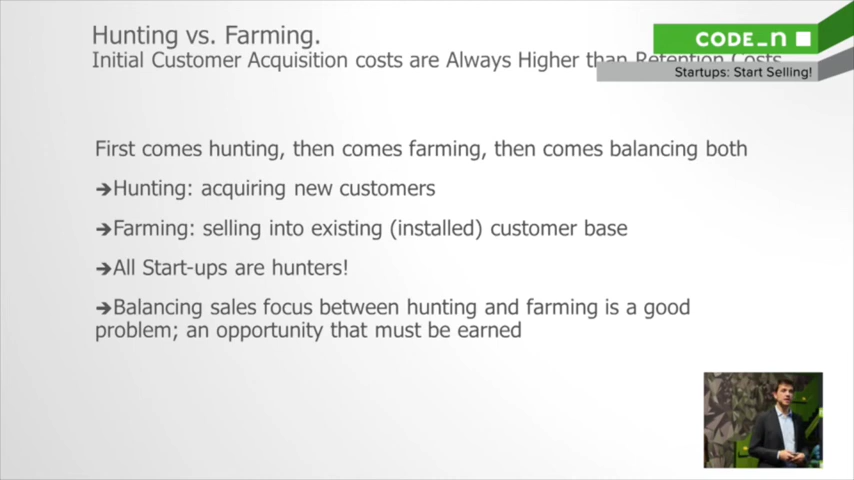 Hunting vs. Farming.
Initial Customer Acquisition costs are Always Higher than Retention Costs
CODE_n
Startups: Start Selling!
First comes hunting, then comes farming, then comes balancing both
➔Hunting: acquiring new customers
➔Farming: selling into existing (installed) customer base
➔All Start-ups are hunters!
➔Balancing sales focus between hunting and farming is a good
problem; an opportunity that must be earned